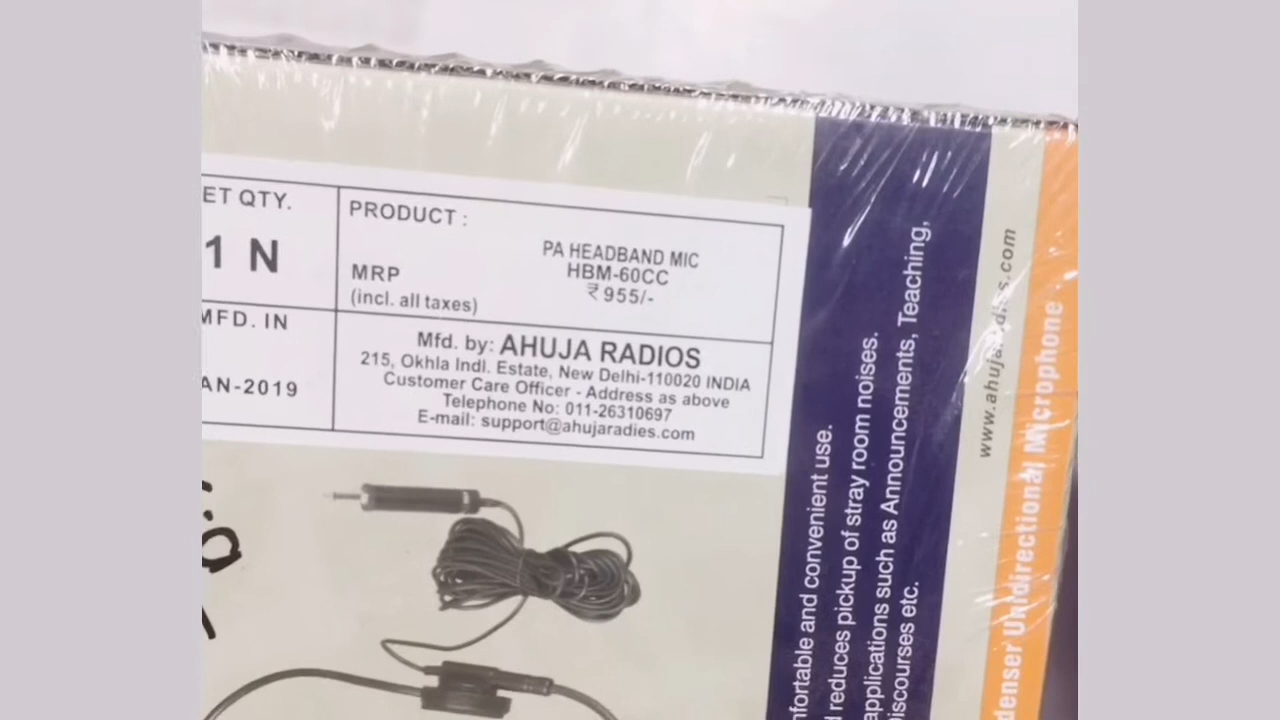 ET QTY.
1 N
MFD. IN
AN-2019
PRODUCT :
PA HEADBAND MIC
HBM-60CC
MRP
₹ 955/-
(incl. all taxes)
Mfd. by: AHUJA RADIOS
215, Okhla Indl. Estate, New Delhi-110020 INDIA
Customer Care Officer - Address as above
Telephone No: 011-26310697
E-mail: support@ahujaradies.com
nfortable and convenient use.
d reduces pickup of stray room noises.
applications such as Announcements, Teaching,
Discourses etc.
www.ahujaradies.com
denser Unidirectional Microphone